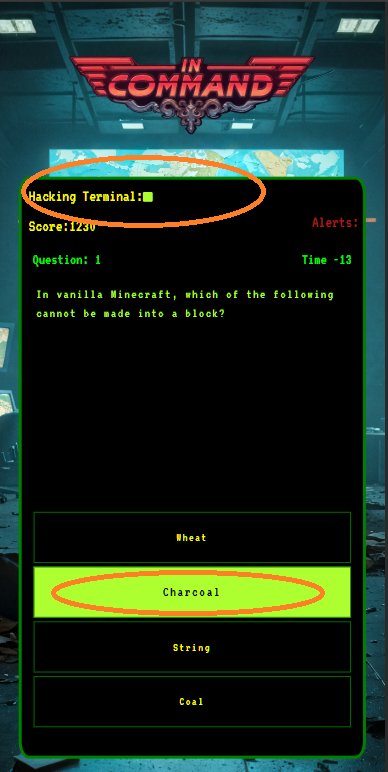 IN
COMMAND
Hacking Terminal:
Score:1230
Alerts:
Question: 1
Time -13
In vanilla Minecraft, which of the following
cannot be made into a block?
Wheat
Charcoal
String
Coal